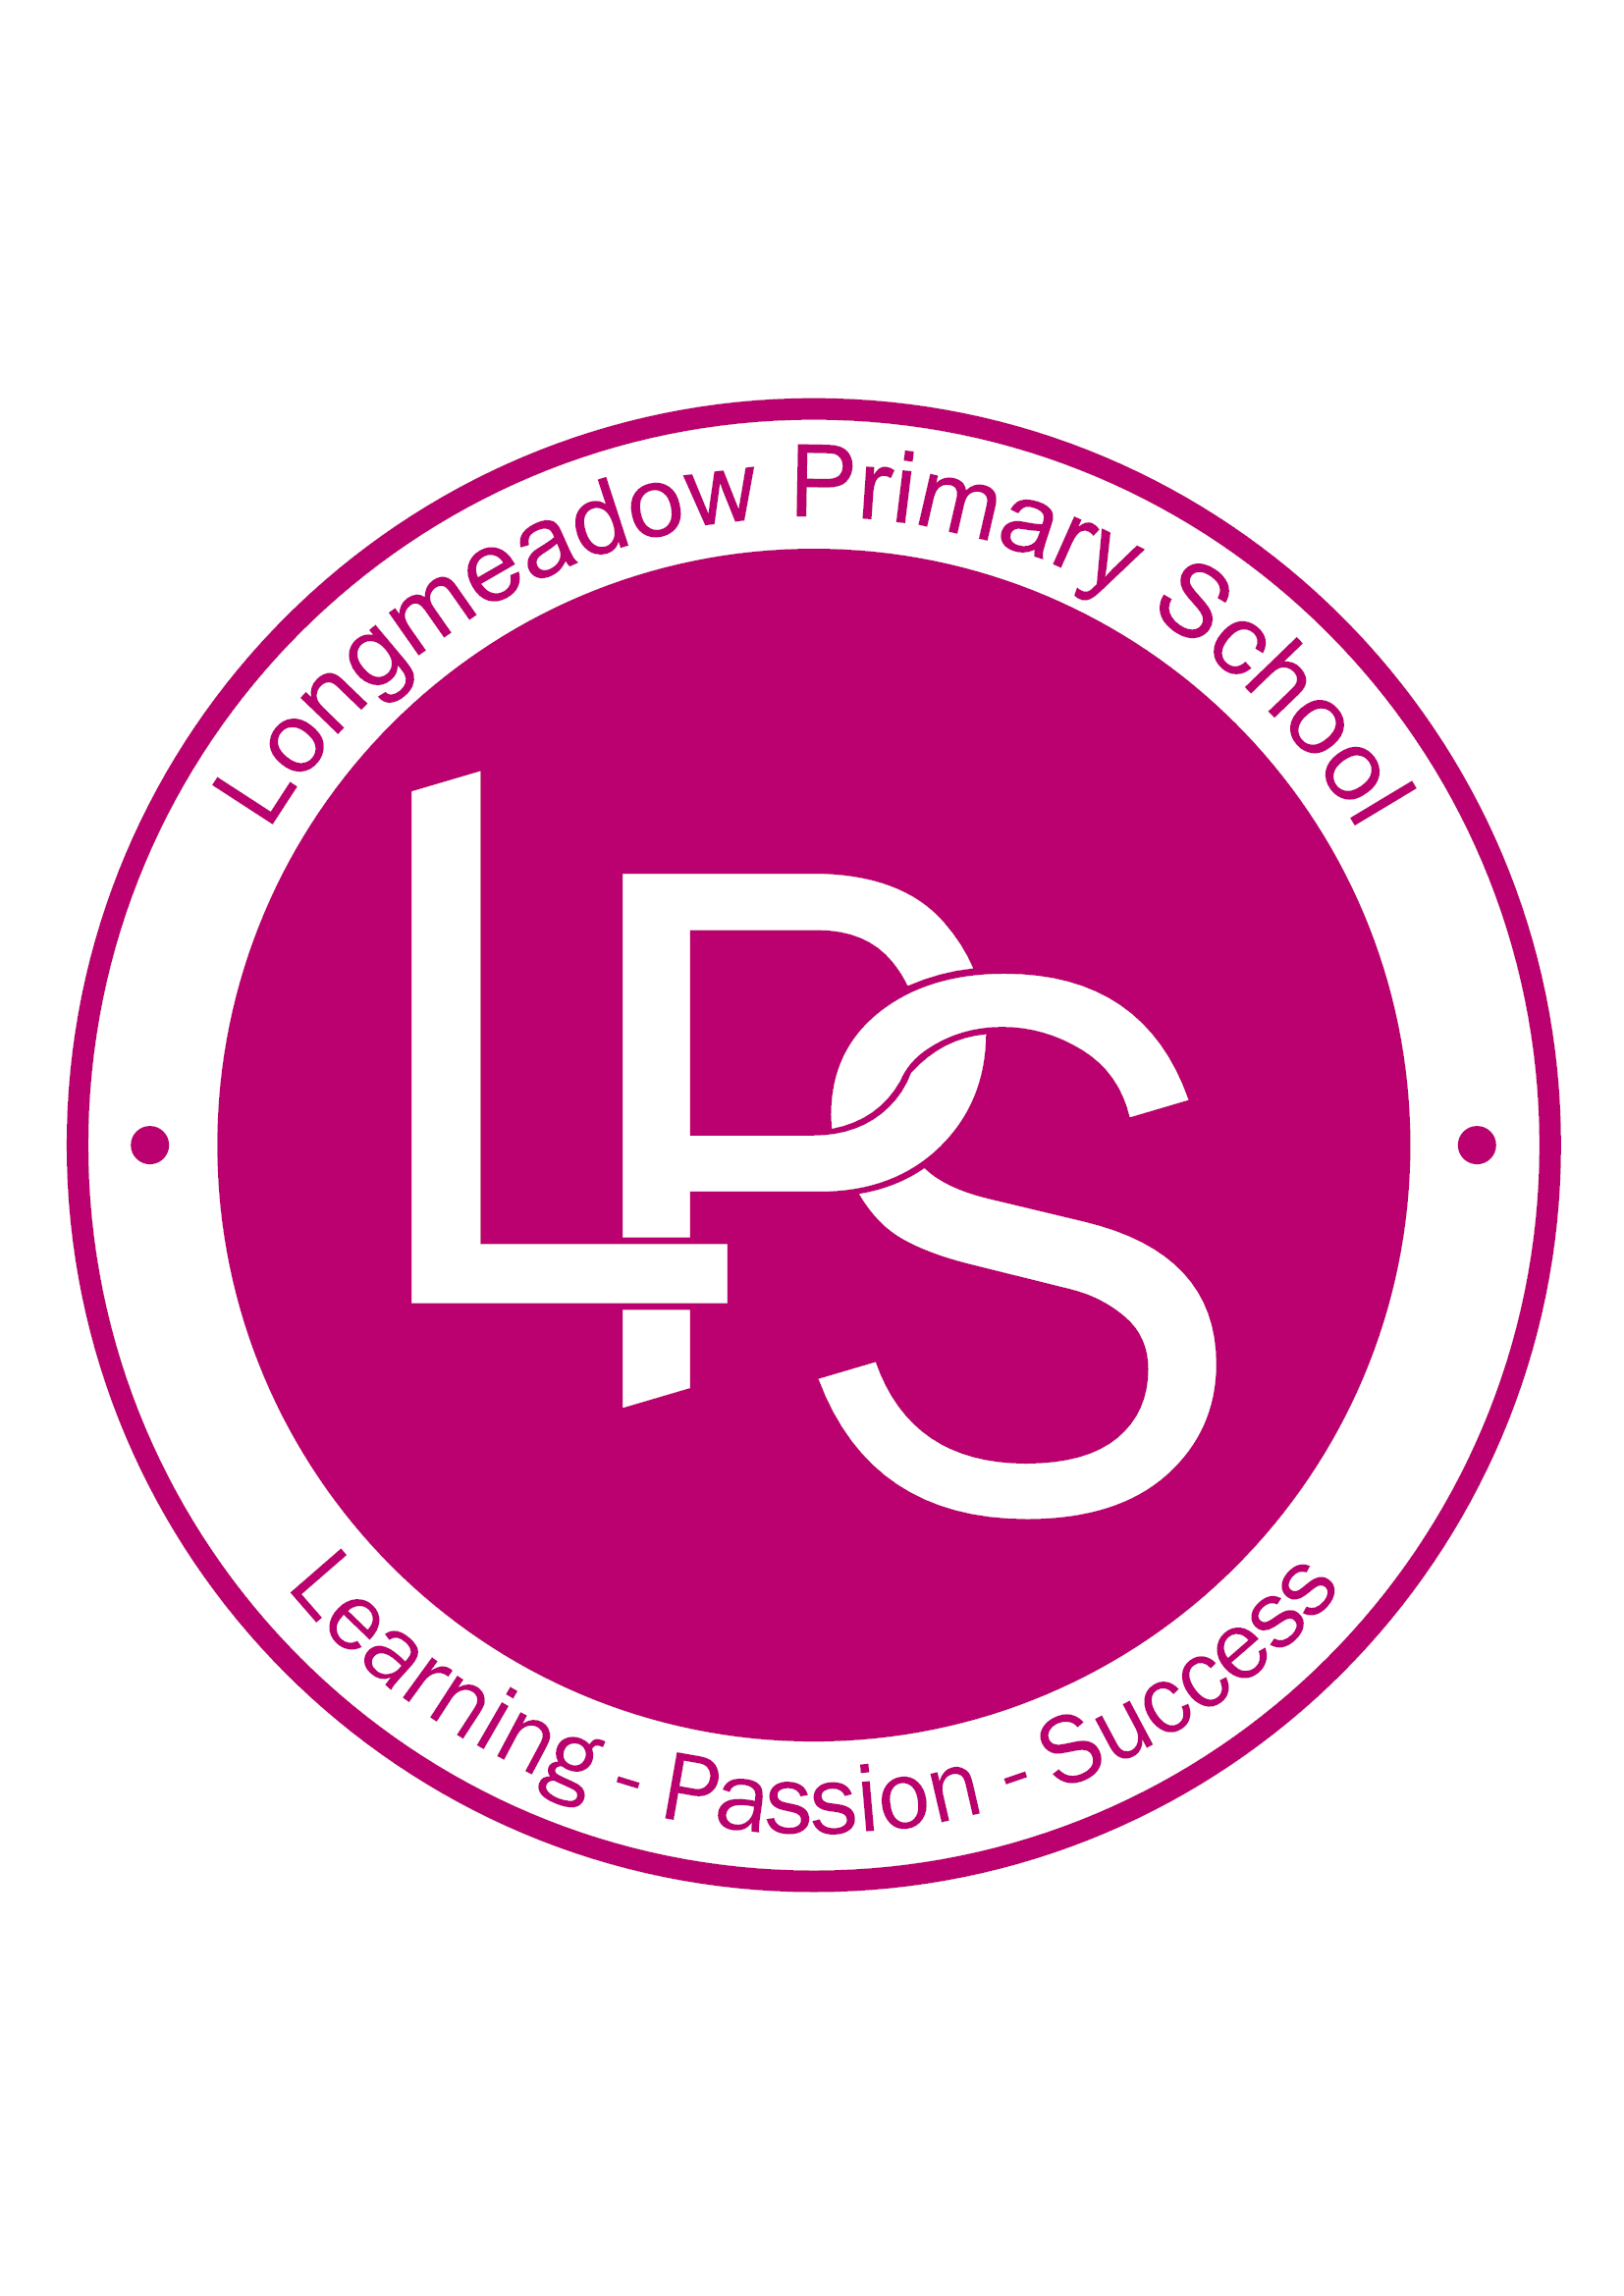 Longmeadow Primary School
LPS
Learning - Passion - Success